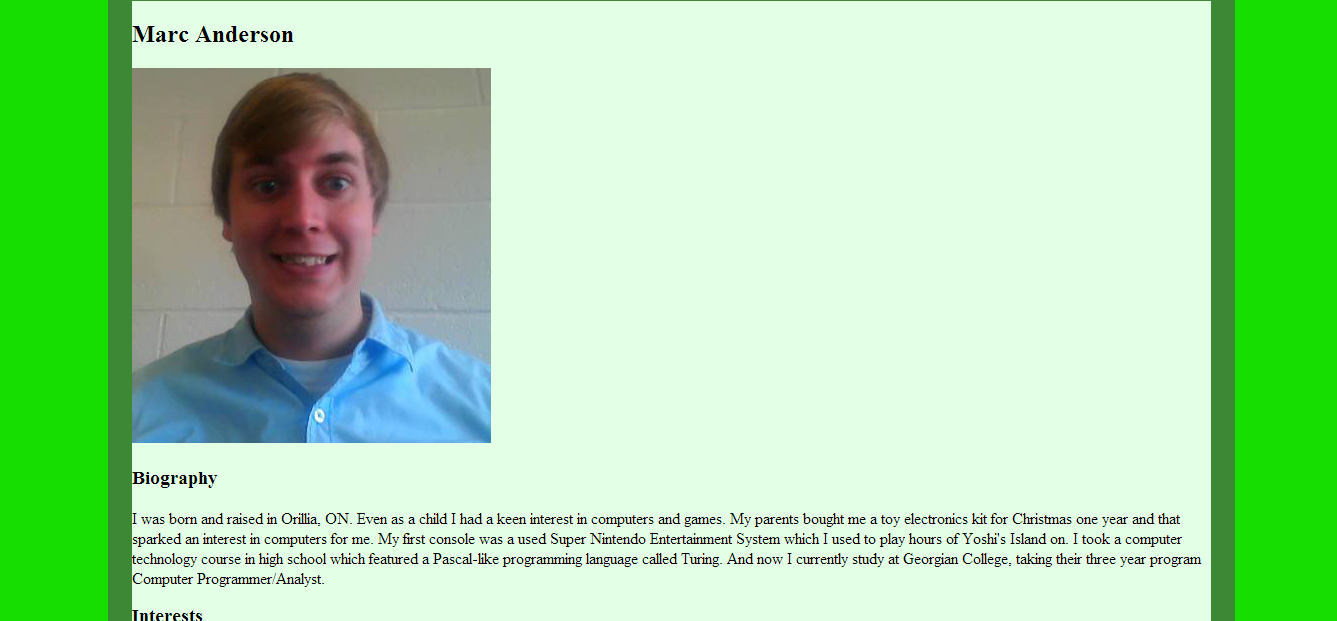 Marc Anderson
Biography
I was born and raised in Orillia, ON. Even as a child I had a keen interest in computers and games. My parents bought me a toy electronics kit for Christmas one year and that
sparked an interest in computers for me. My first console was a used Super Nintendo Entertainment System which I used to play hours of Yoshi's Island on. I took a computer
technology course in high school which featured a Pascal-like programming language called Turing. And now I currently study at Georgian College, taking their three year program
Computer Programmer/Analyst.
Interests